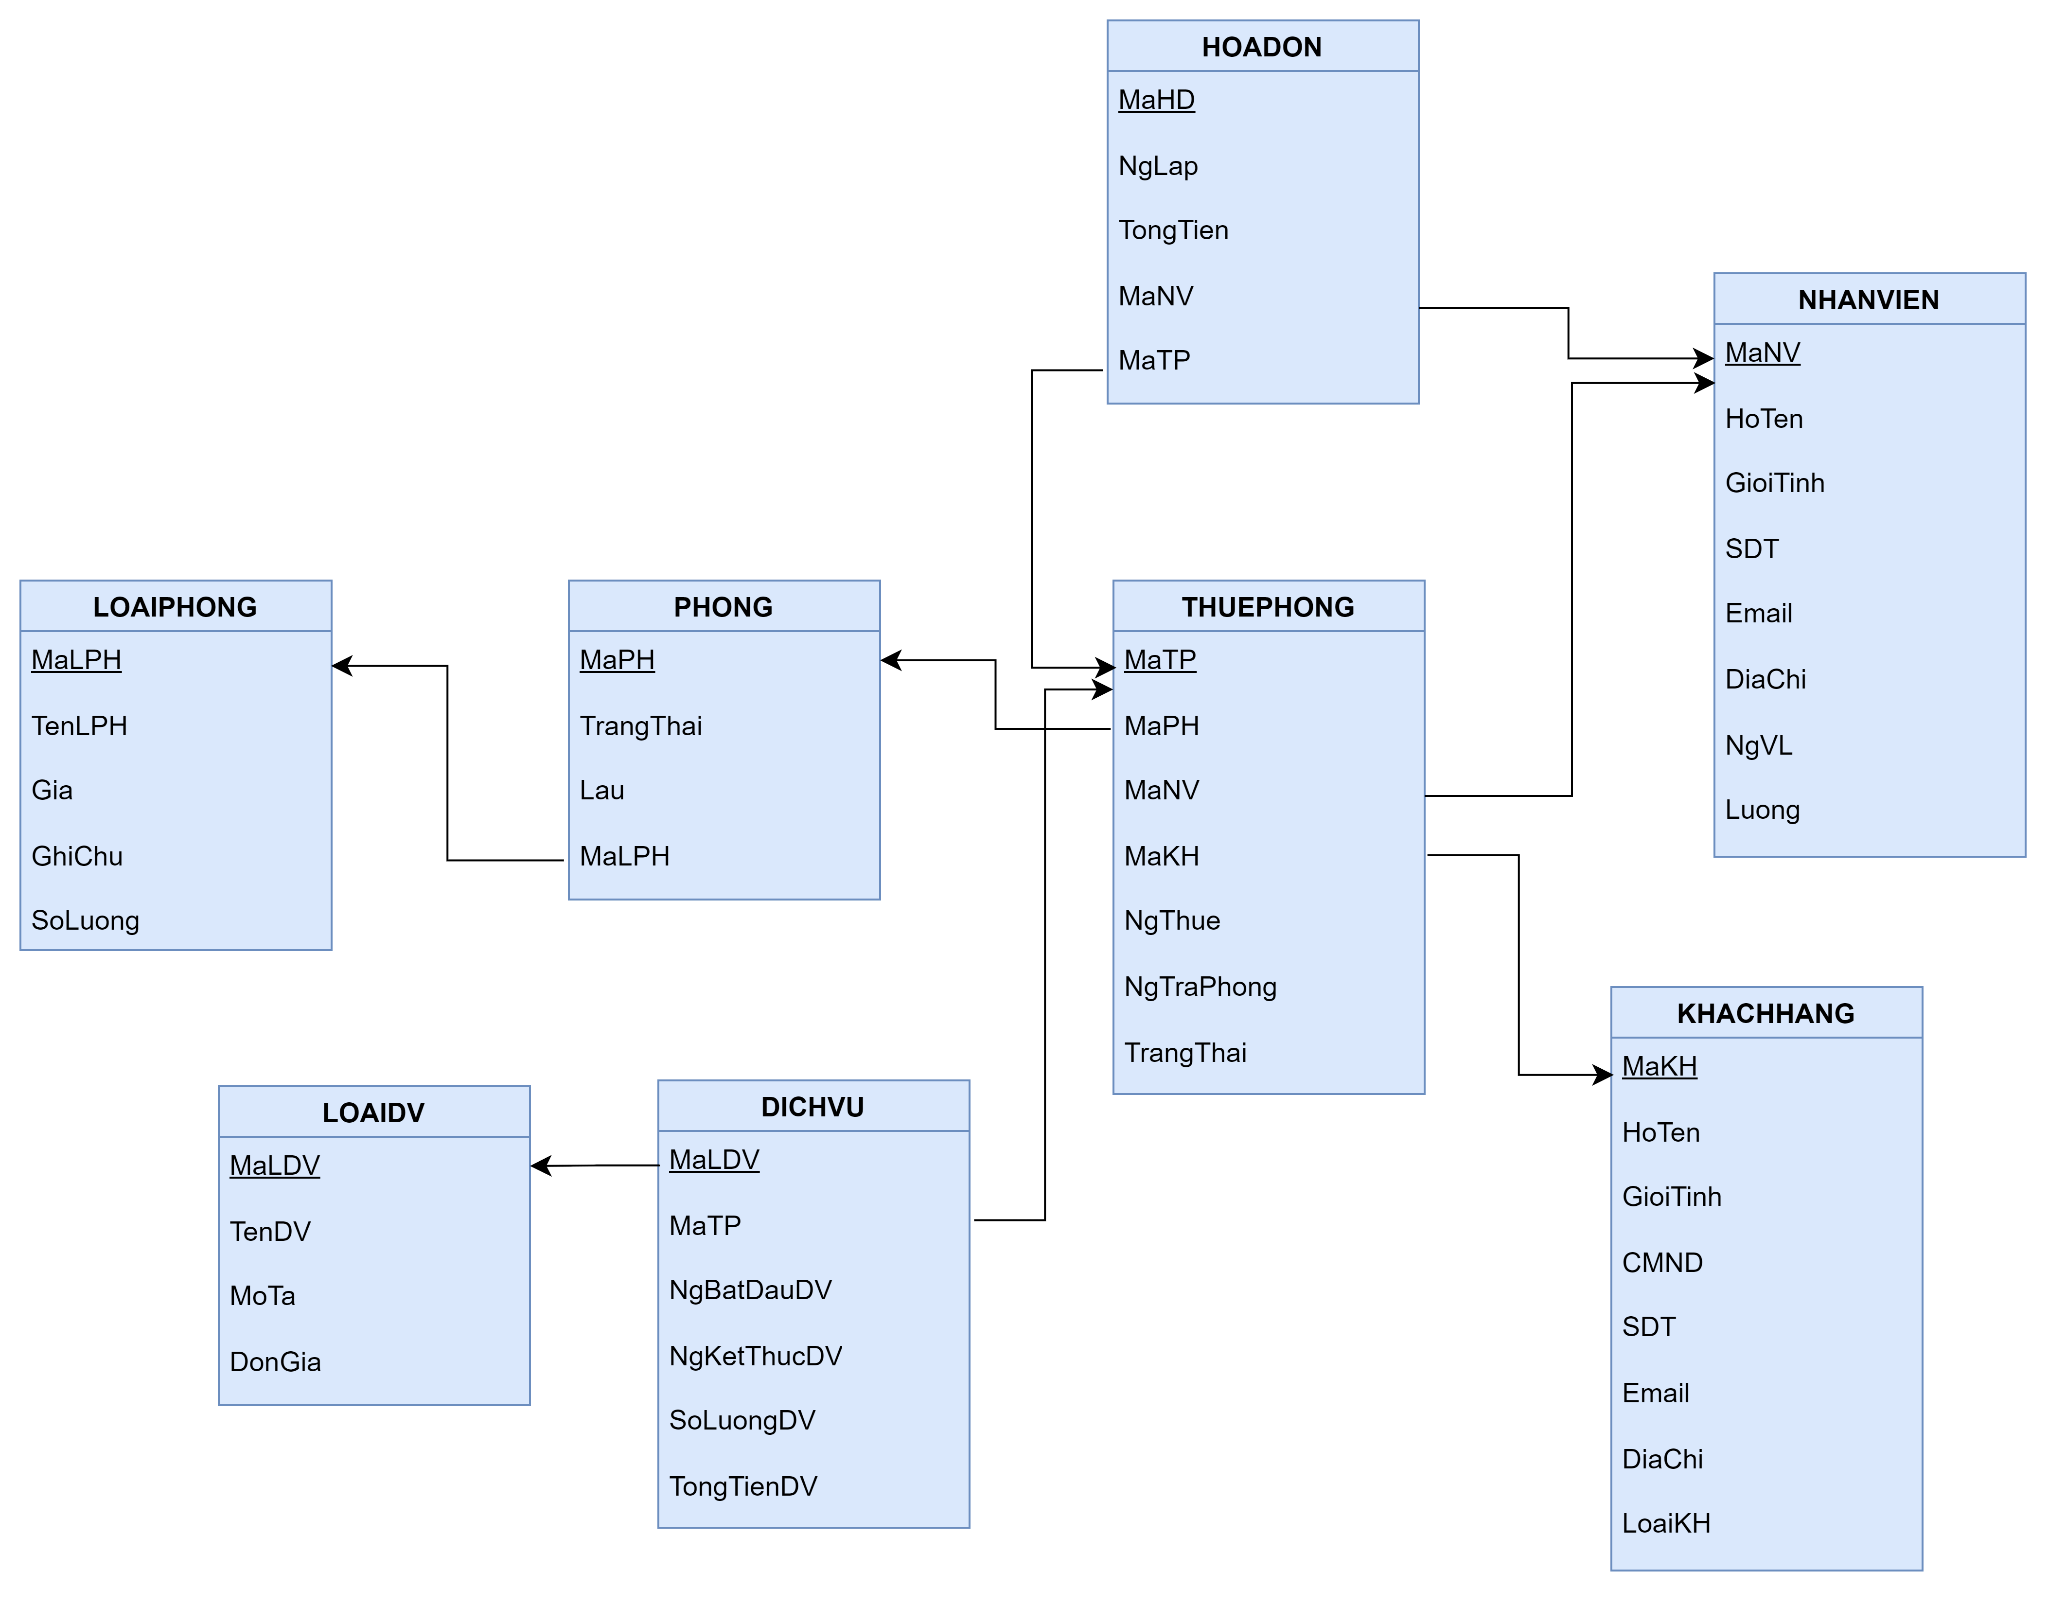 HOADON
MaHD
NgLap
TongTien
MaNV
MaTP
NHANVIEN
MaNV
HoTen
GioiTinh
SDT
Email
DiaChi
NgVL
Luong
LOAIPHONG
MaLPH
TenLPH
Gia
GhiChu
SoLuong
PHONG
MaPH
TrangThai
Lau
MaLPH
THUEPHONG
MaTP
MaPH
MaNV
MaKH
NgThue
NgTraPhong
TrangThai
KHACHHANG
MaKH
HoTen
GioiTinh
CMND
SDT
Email
DiaChi
LoaiKH
LOAIDV
MaLDV
TenDV
MoTa
DonGia
DICHVU
MaLDV
MaTP
NgBatDauDV
NgKetThucDV
SoLuongDV
TongTienDV